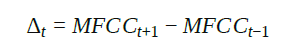 Δt = MFCCt+1 − MFCCt−1